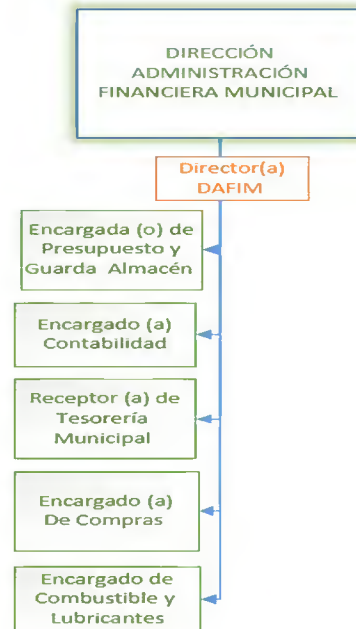 DIRECCIÓN
ADMINISTRACIÓN
FINANCIERA MUNICIPAL
Director(a)
DAFIM
Encargada (o) de
Presupuesto y
Guarda Almacén
Encargado (a)
Contabilidad
Receptor (a) de
Tesorería
Municipal
Encargado (a)
De Compras
Encargado de
Combustible y
Lubricantes